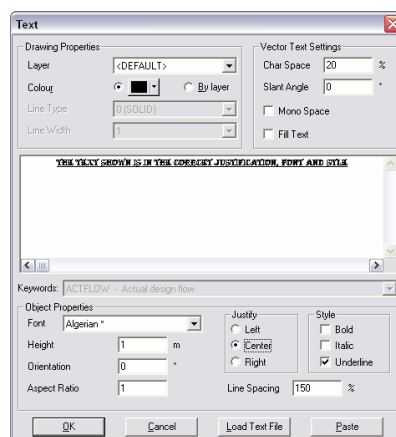 Text
Drawing Properties
Layer <DEFAULT>
Colour By layer
Line Type 0 (SOLID)
Line Width 1
Vector Text Settings
Char Space 20 %
Slant Angle 0 °
Mono Space
Fill Text
THE TEXT SHOWN IS IN THE CORRECT JUSTIFICATION, FONT AND STYLE
Keywords: ACTFLOW - Actual design flow
Object Properties
Font Algerian *
Height 1 m
Orientation 0 °
Aspect Ratio 1
Justify
Left
Center
Right
Style
Bold
Italic
Underline
Line Spacing 150 %
OK Cancel Load Text File Paste